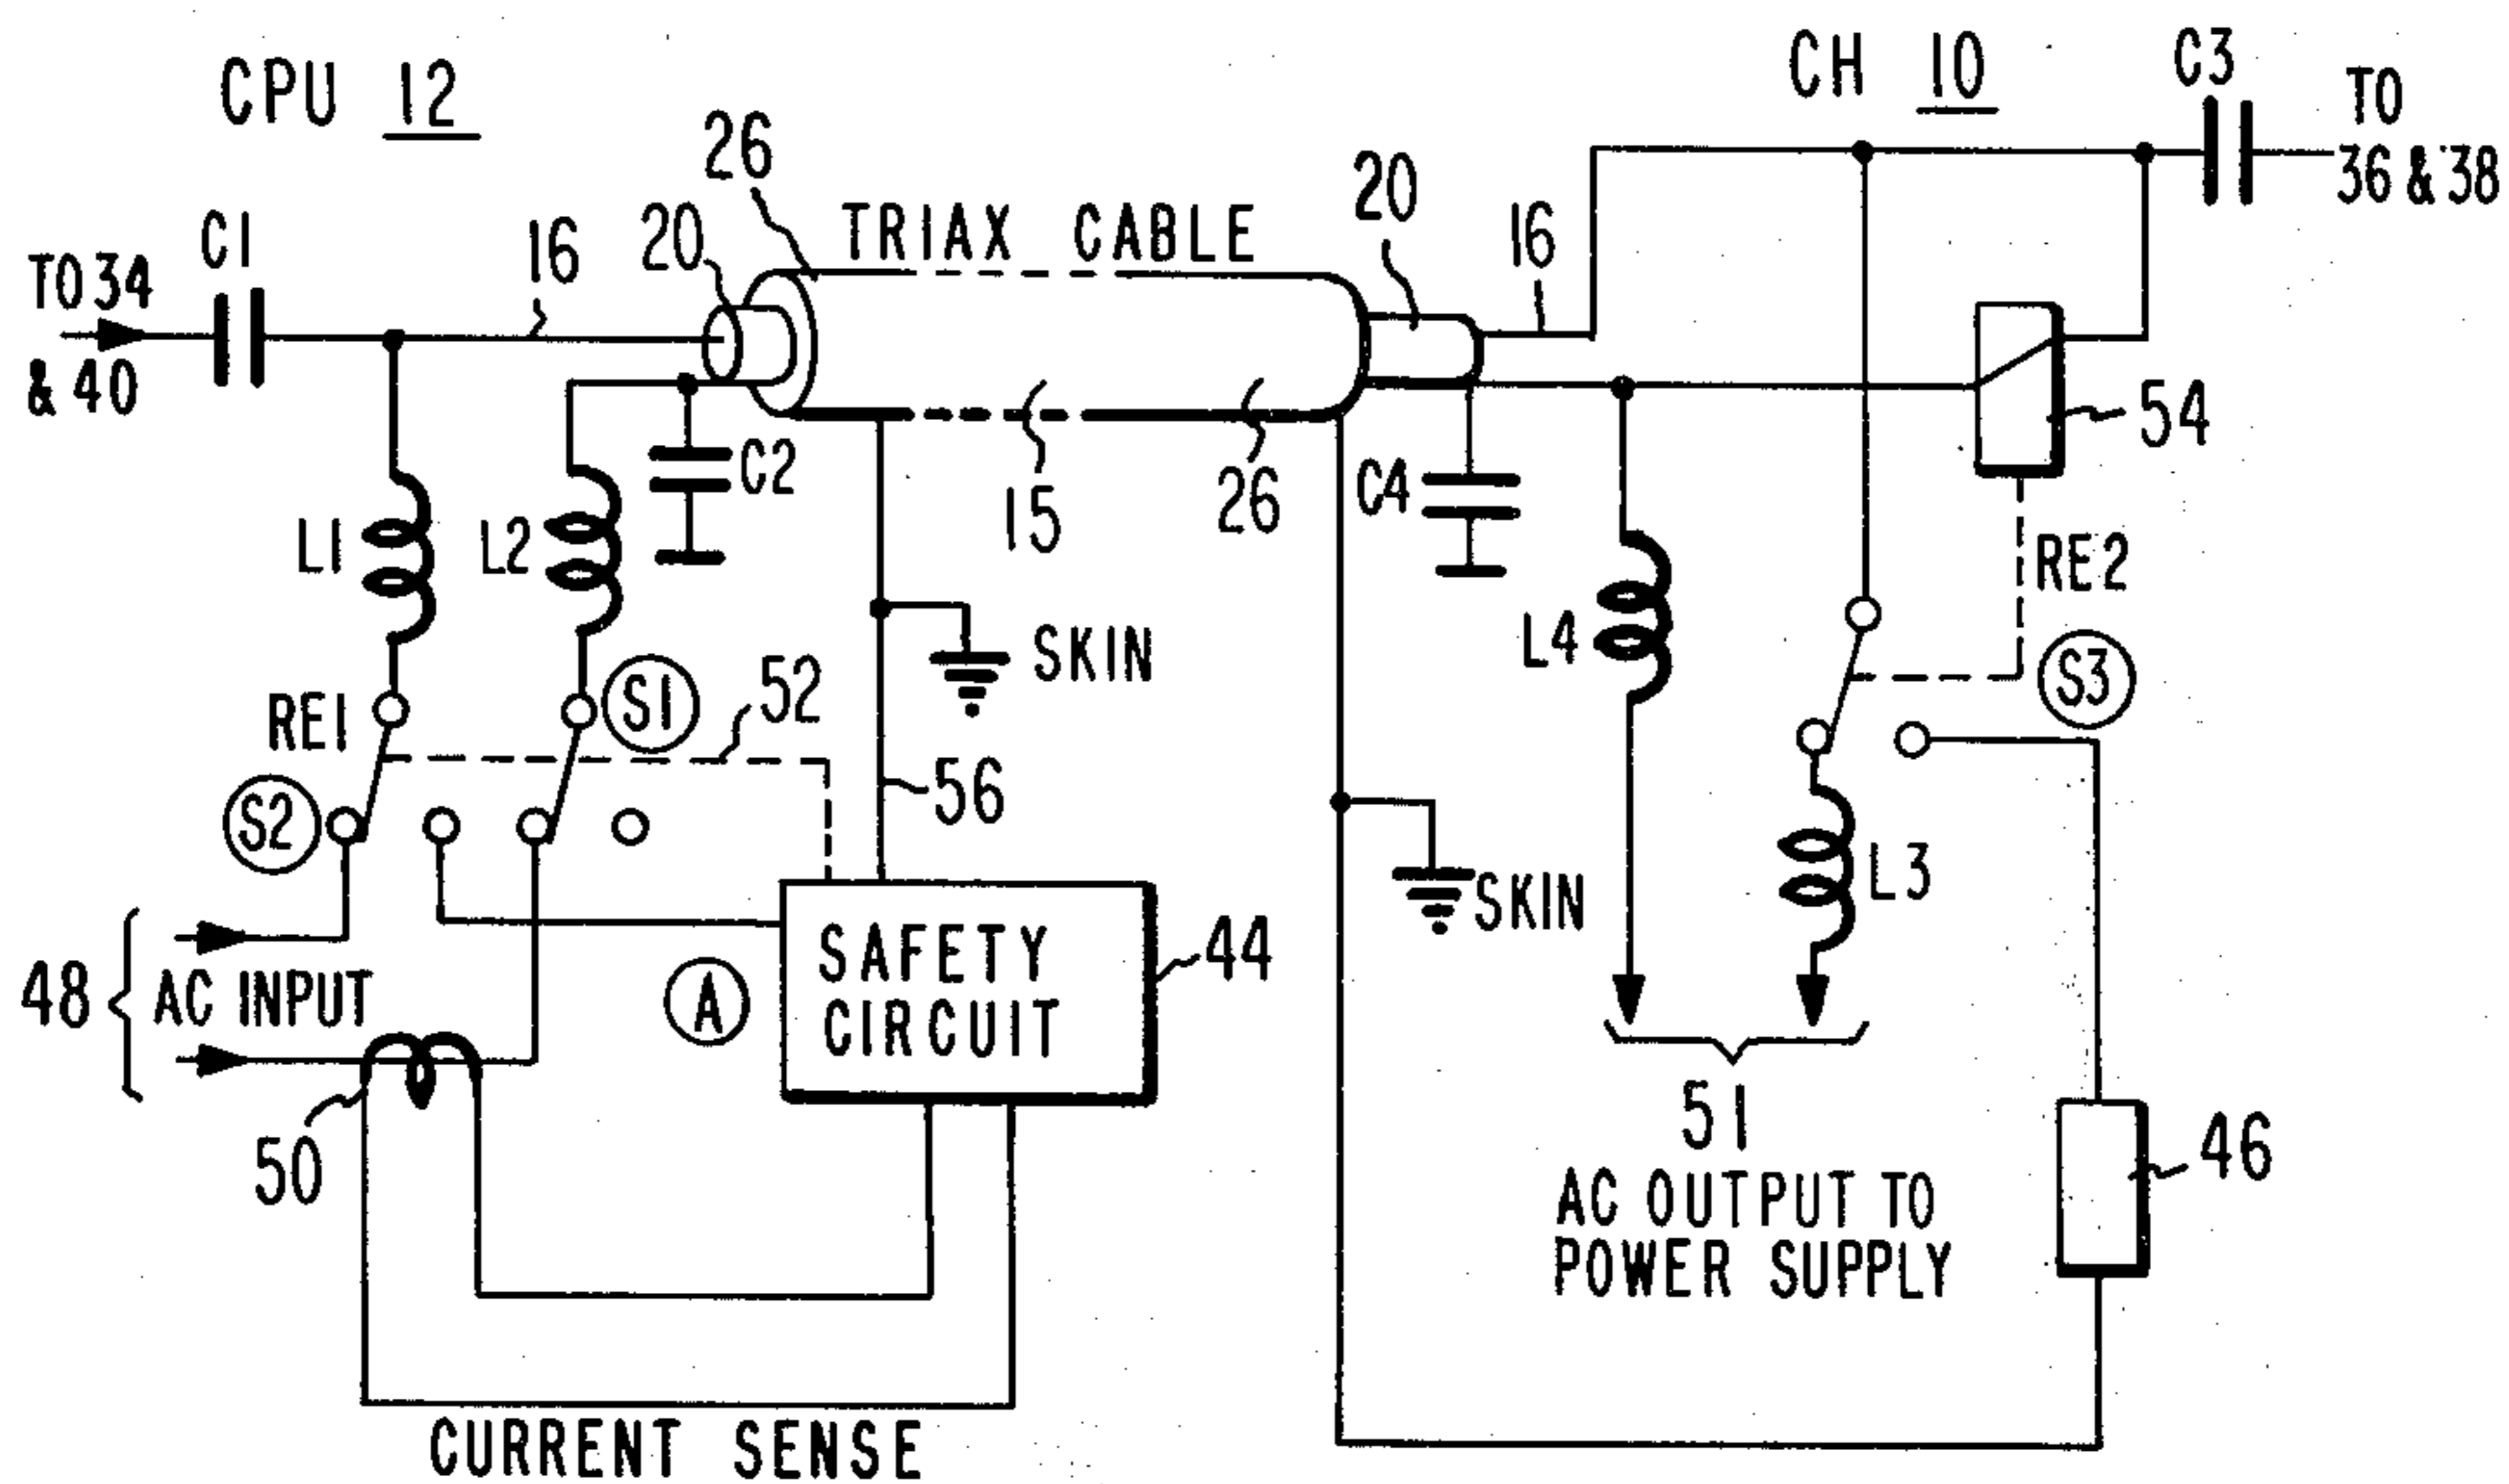 CPU 12
CH 10
C3
TO
36 & 38
26
20
TRIAX CABLE
20
16
C1
16
TO 34
& 40
54
C2
15
26
C4
L1
L2
RE2
SKIN
L4
S1
52
S3
RE1
56
S2
L3
SKIN
SAFETY
CIRCUIT
44
A
48
AC INPUT
50
51
46
AC OUTPUT TO
POWER SUPPLY
CURRENT SENSE